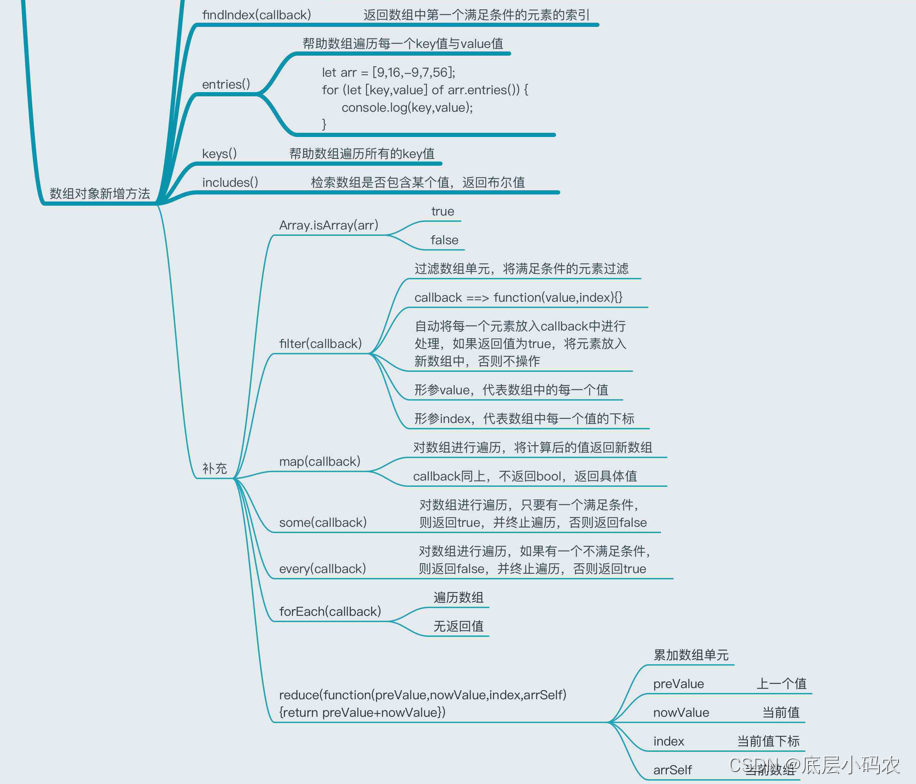 findIndex(callback) 返回数组中第一个满足条件的元素的索引
帮助数组遍历每一个key值与value值
entries()
let arr = [9,16,-9,7,56];
for (let [key,value] of arr.entries()) {
console.log(key,value);
}
keys() 帮助数组遍历所有的key值
includes() 检索数组是否包含某个值，返回布尔值
数组对象新增方法
Array.isArray(arr)
true
false
filter(callback)
过滤数组单元，将满足条件的元素过滤
callback ==> function(value,index){}
自动将每一个元素放入callback中进行
处理，如果返回值为true，将元素放入
新数组中，否则不操作
形参value，代表数组中的每一个值
形参index，代表数组中每一个值的下标
补充
map(callback)
对数组进行遍历，将计算后的值返回新数组
callback同上，不返回bool，返回具体值
some(callback)
对数组进行遍历，只要有一个满足条件，
则返回true，并终止遍历，否则返回false
every(callback)
对数组进行遍历，如果有一个不满足条件，
则返回false，并终止遍历，否则返回true
forEach(callback)
遍历数组
无返回值
reduce(function(preValue,nowValue,index,arrSelf)
{return preValue+nowValue})
累加数组单元
preValue 上一个值
nowValue 当前值
index 当前值下标
arrSelf 当前数组
CSDN @底层小码农